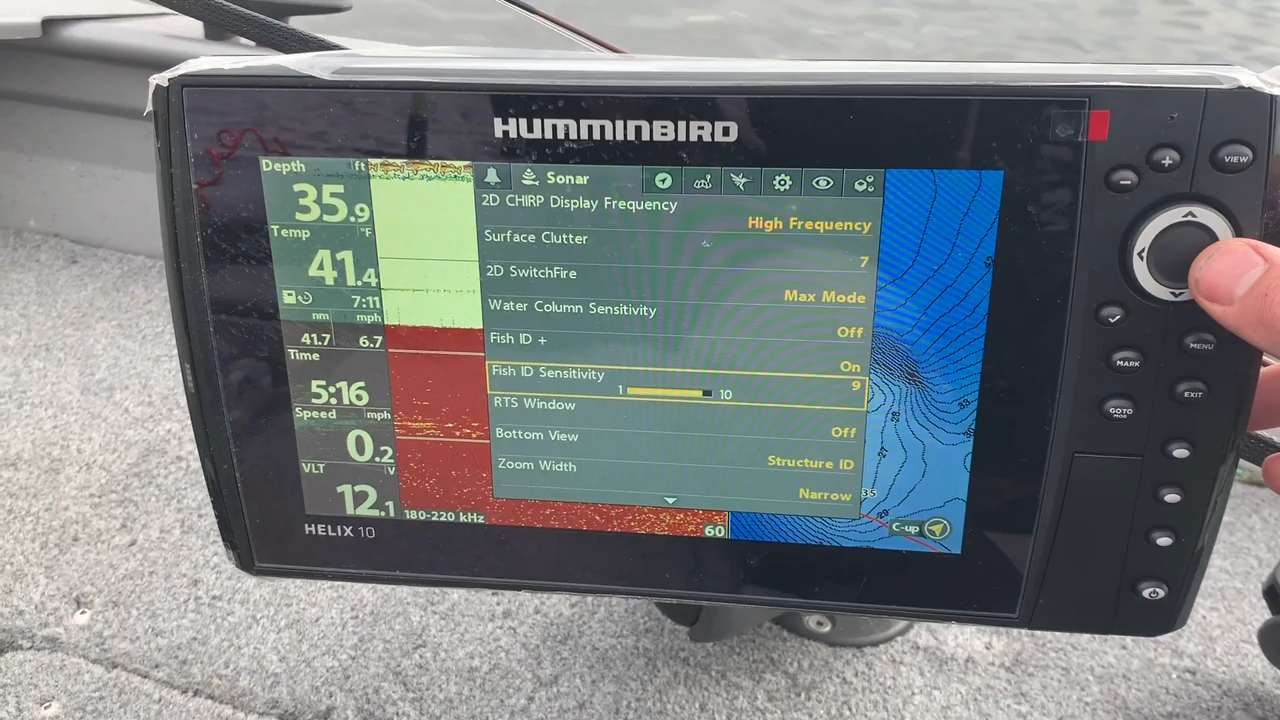 HUMMINBIRD
Depth ft
35.9
Temp °F
41.4
7:11
nm mph
41.7 6.7
Time
5:16
Speed mph
0.2
VLT V
12.1
180-220 kHz
60
Sonar
2D CHIRP Display Frequency
High Frequency
Surface Clutter
7
2D SwitchFire
Max Mode
Water Column Sensitivity
Off
Fish ID +
On
Fish ID Sensitivity
9
1 10
RTS Window
Off
Bottom View
Structure ID
Zoom Width
Narrow
28
33
27
35
C-up
HELIX 10
VIEW
MENU
MARK
EXIT
GOTO
MOB